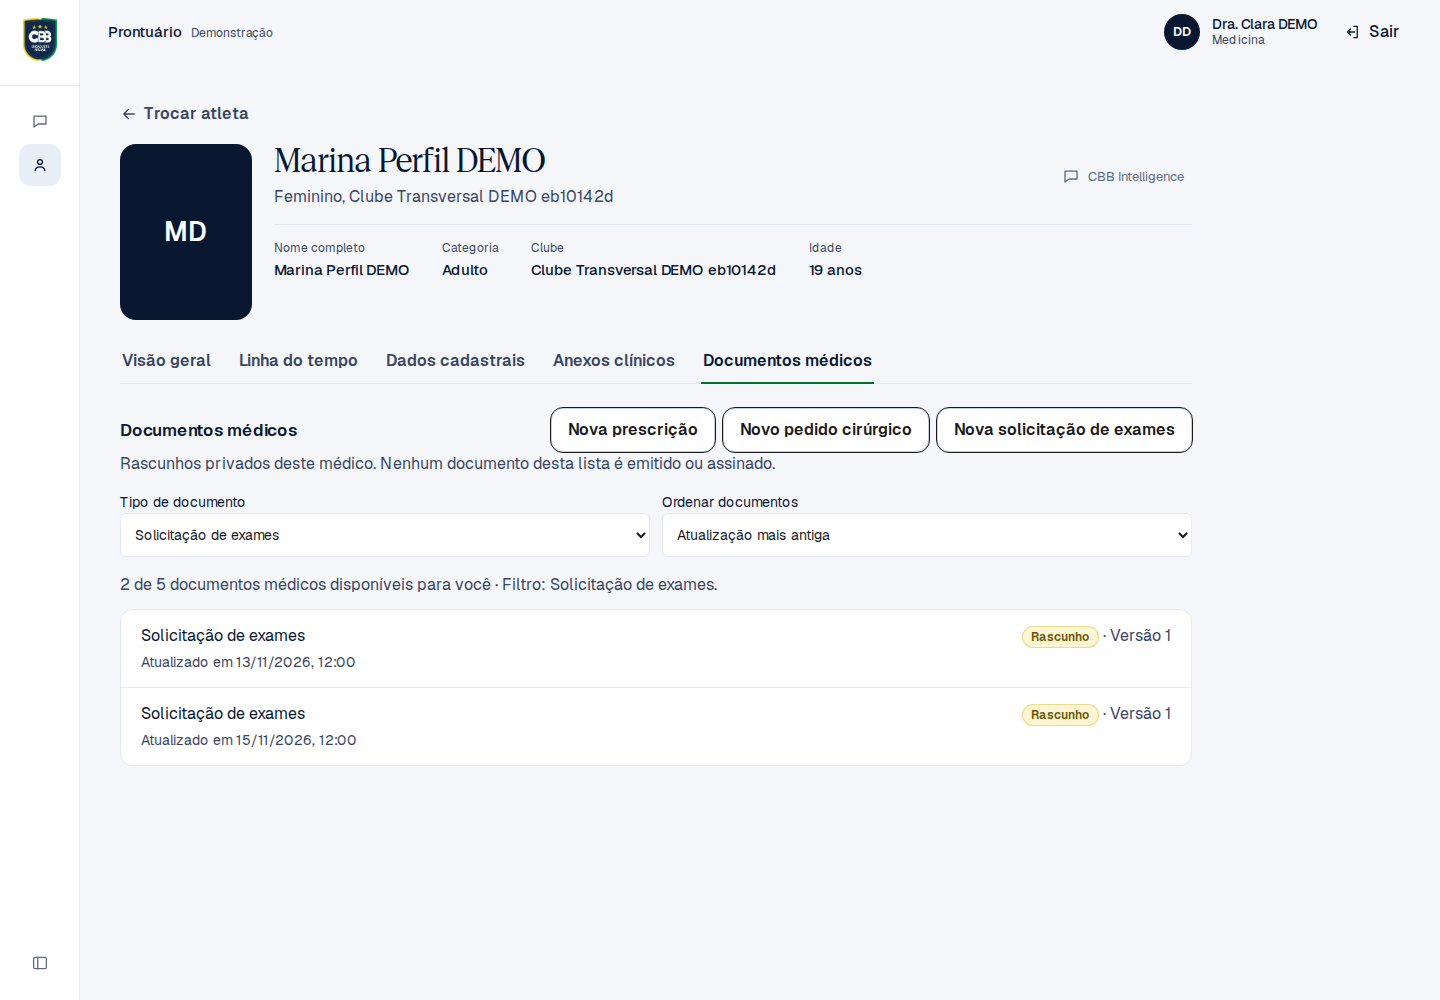 CBB
Prontuário Demonstração
DD
Dra. Clara DEMO
Medicina
Sair
Trocar atleta
MD
Marina Perfil DEMO
Feminino, Clube Transversal DEMO eb10142d
CBB Intelligence
Nome completo
Marina Perfil DEMO
Categoria
Adulto
Clube
Clube Transversal DEMO eb10142d
Idade
19 anos
Visão geral
Linha do tempo
Dados cadastrais
Anexos clínicos
Documentos médicos
Documentos médicos
Nova prescrição
Novo pedido cirúrgico
Nova solicitação de exames
Rascunhos privados deste médico. Nenhum documento desta lista é emitido ou assinado.
Tipo de documento
Solicitação de exames
Ordenar documentos
Atualização mais antiga
2 de 5 documentos médicos disponíveis para você · Filtro: Solicitação de exames.
Solicitação de exames
Rascunho · Versão 1
Atualizado em 13/11/2026, 12:00
Solicitação de exames
Rascunho · Versão 1
Atualizado em 15/11/2026, 12:00